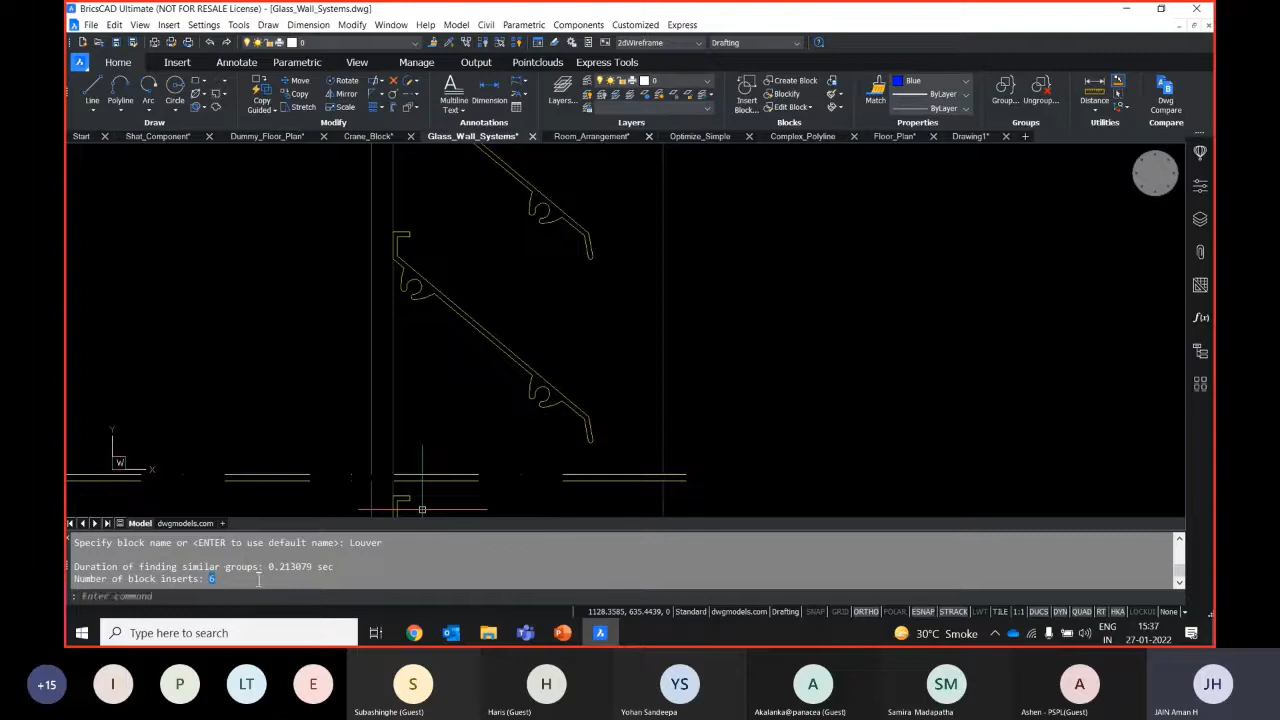 BricsCAD Ultimate (NOT FOR RESALE License) - [Glass_Wall_Systems.dwg]
File Edit View Insert Tools Draw Dimension Modify Window Help Model Civil Parametric Components Customized Express
0 2dWireframe Drafting
Home Insert Annotate Parametric View Manage Output Pointclouds Express Tools
Line Polyline Arc Circle
Copy Guided Move Copy Stretch Rotate Mirror Scale
Multiline Text Dimension
Layers... 0
Insert Block... Create Block Blockify Edit Block
Match Blue ByLayer ByLayer
Group... Ungroup...
Distance
Dwg Compare
Draw Modify Annotations Layers Blocks Properties Groups Utilities Compare
Start Shat_Component* Dummy_Floor_Plan* Crane_Block* Glass_Wall_Systems* Room_Arrangement* Optimize_Simple Complex_Polyline Floor_Plan* Drawing1*
Y
W X
Model dwgmodels.com +
Specify block name or <ENTER to use default name>: Louver
Duration of finding similar groups: 0.213079 sec
Number of block inserts: 6
: Enter command
1128.3585, 635.4439, 0 Standard dwgmodels.com Drafting SNAP GRID ORTHO POLAR ESNAP STRACK LWT TILE 1:1 DUCS DYN QUAD RT HKA LOCKUI None
Type here to search
30°C Smoke
ENG
IN
15:37
27-01-2022
+15 I P LT E S H YS A SM A JH
Subashinghe (Guest) Haris (Guest) Yohan Sandeepa Akalanka@panacea (Guest) Samira Madapatha Ashen - PSPL(Guest) JAIN Aman H